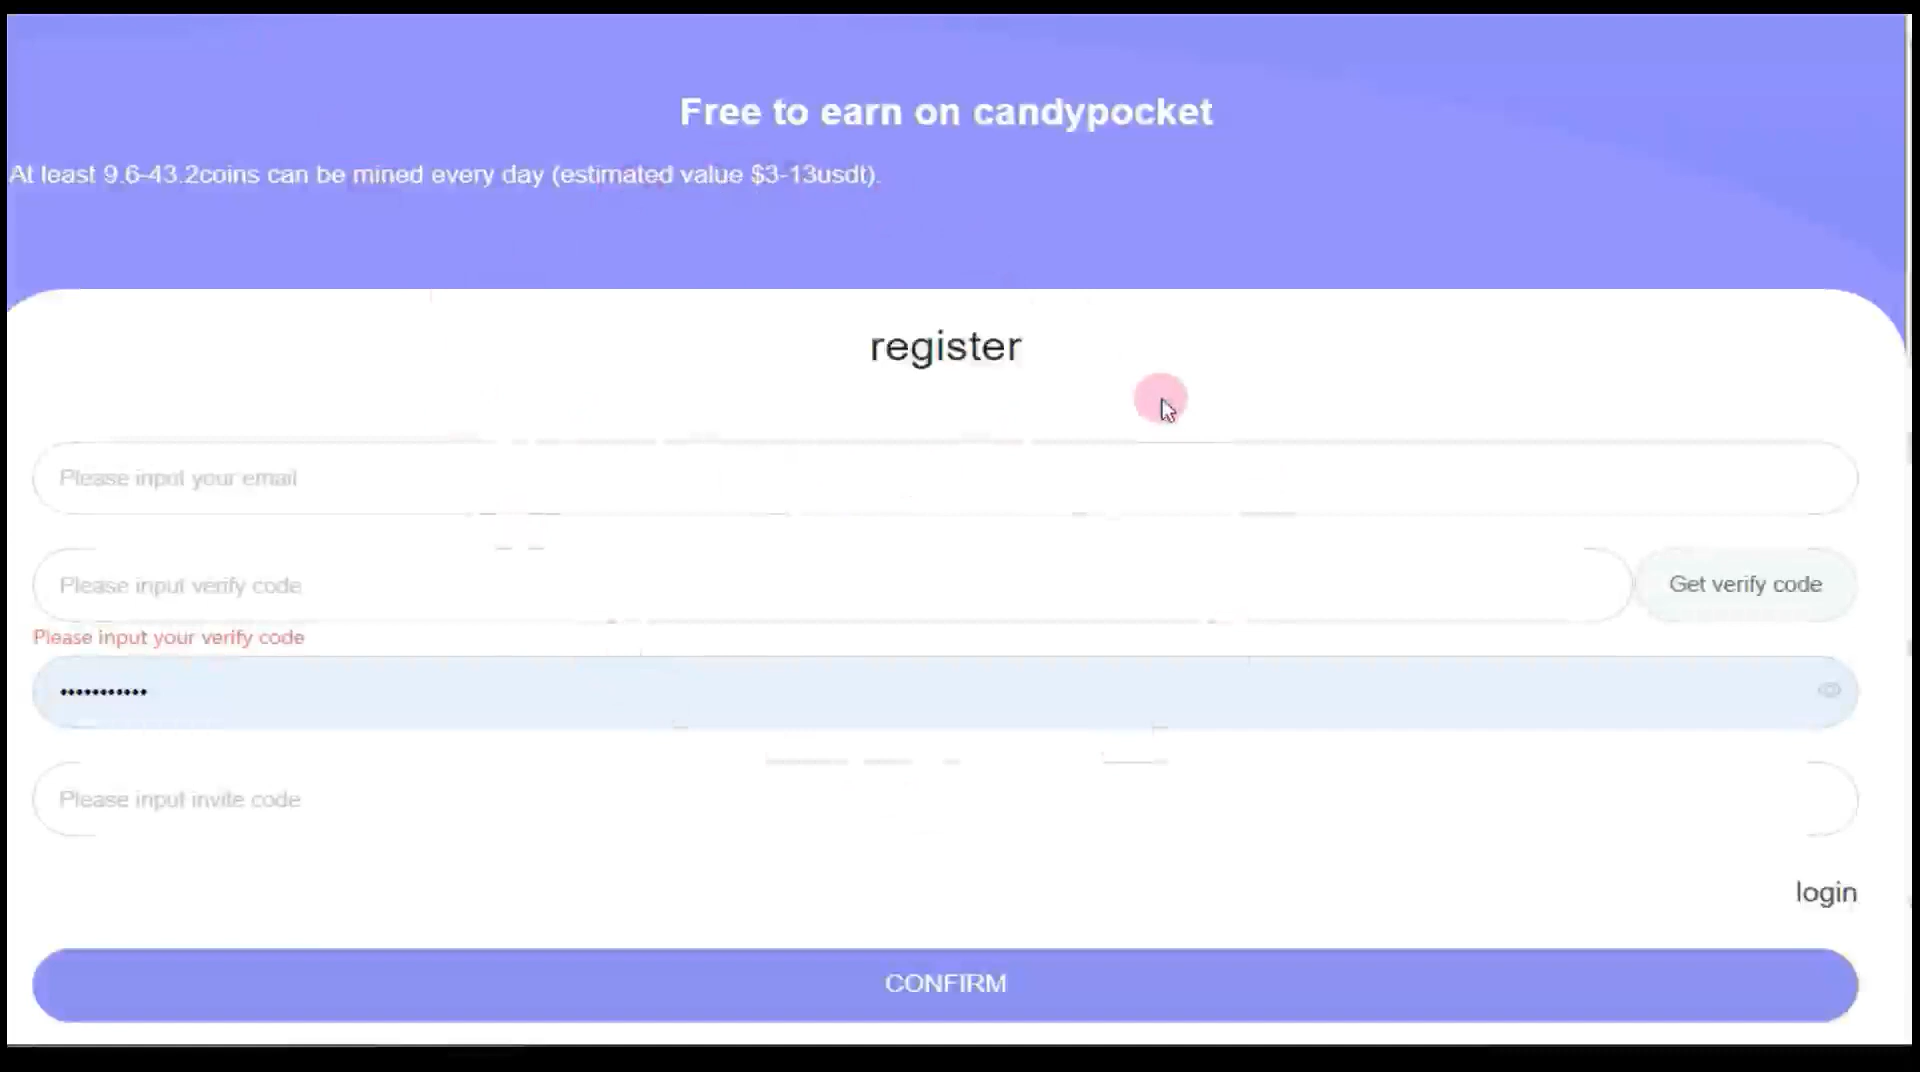 Free to earn on candypocket
At least 9.6-43.2coins can be mined every day (estimated value $3-13usdt).
register
Please input your email
Please input verify code
Get verify code
Please input your verify code
•••••••••••
Please input invite code
login
CONFIRM